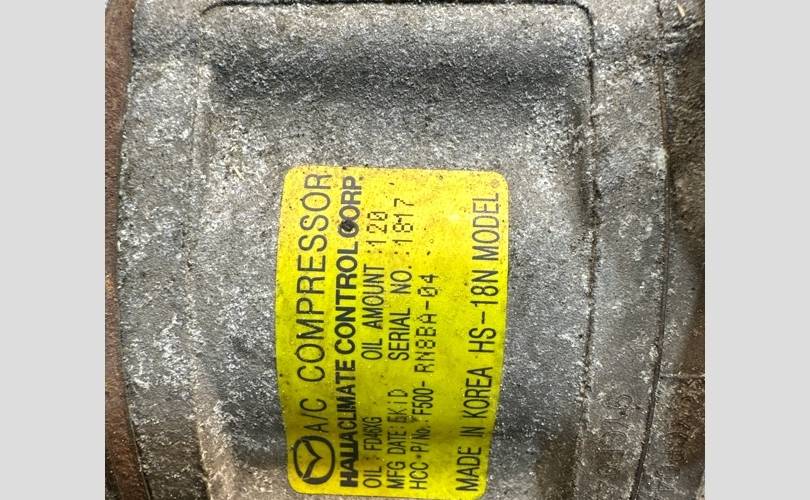 A/C COMPRESSOR
HALLA CLIMATE CONTROL CORP.
OIL : FD46XG OIL AMOUNT :120
MFG DATE: SERIAL NO. :1817
HCC-P/No.:F500-RN8BA-04
MADE IN KOREA HS-18N MODEL